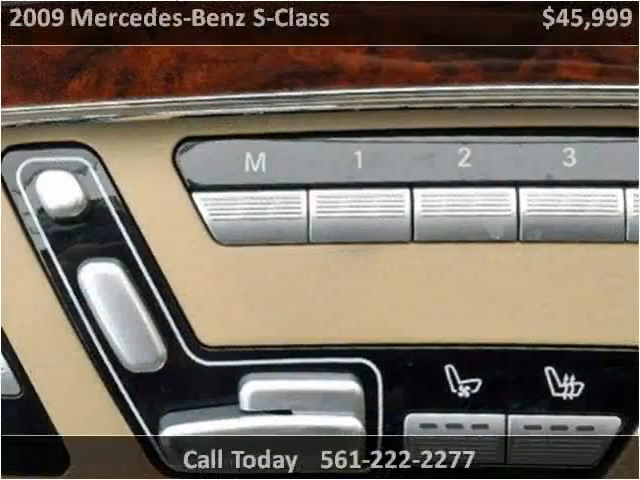 2009 Mercedes-Benz S-Class $45,999
M 1 2 3
Call Today 561-222-2277